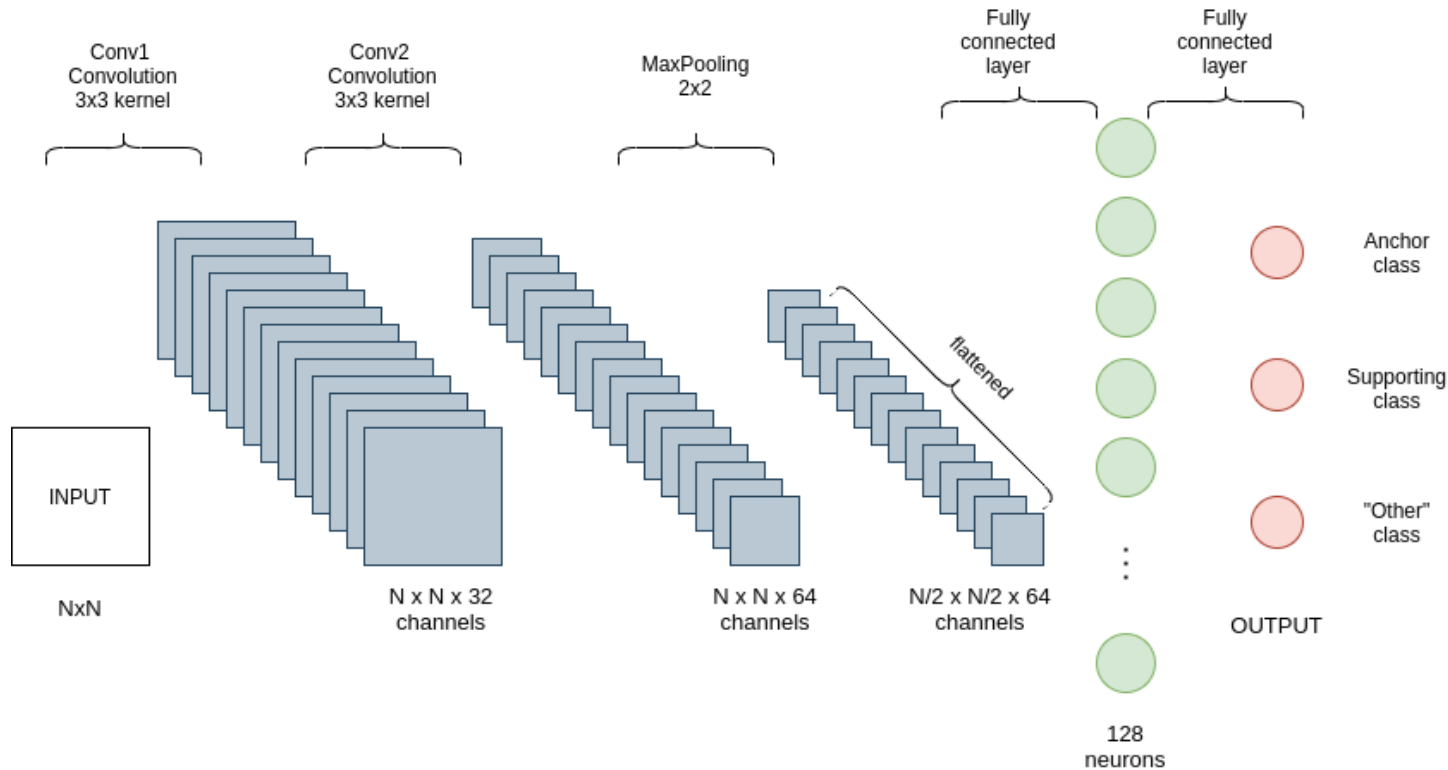 Conv1
Convolution
3x3 kernel
Conv2
Convolution
3x3 kernel
MaxPooling
2x2
Fully
connected
layer
Fully
connected
layer
INPUT
NxN
N x N x 32
channels
N x N x 64
channels
flattened
N/2 x N/2 x 64
channels
128
neurons
Anchor
class
Supporting
class
"Other"
class
OUTPUT